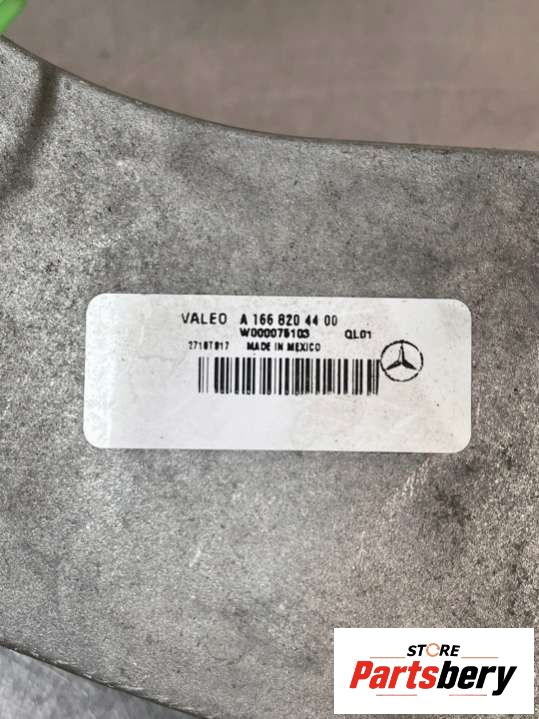 VALEO A 166 820 44 00
W000075103 QL01
27187817 MADE IN MEXICO
STORE
Partsbery